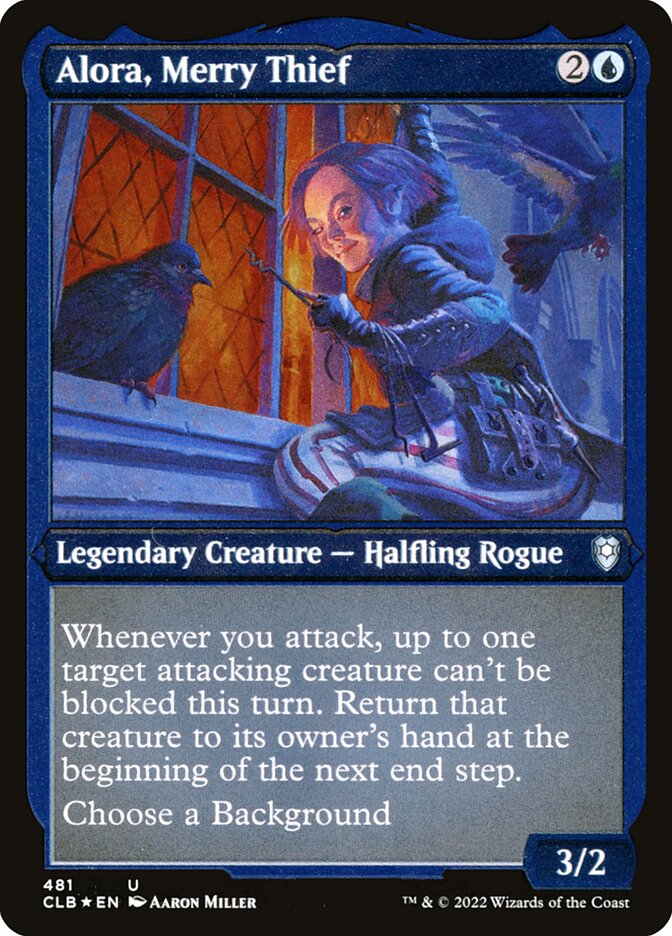 Alora, Merry Thief 2
Legendary Creature — Halfling Rogue
Whenever you attack, up to one
target attacking creature can't be
blocked this turn. Return that
creature to its owner's hand at the
beginning of the next end step.
Choose a Background
3/2
481 U
CLB★EN Aaron Miller
™ & © 2022 Wizards of the Coast